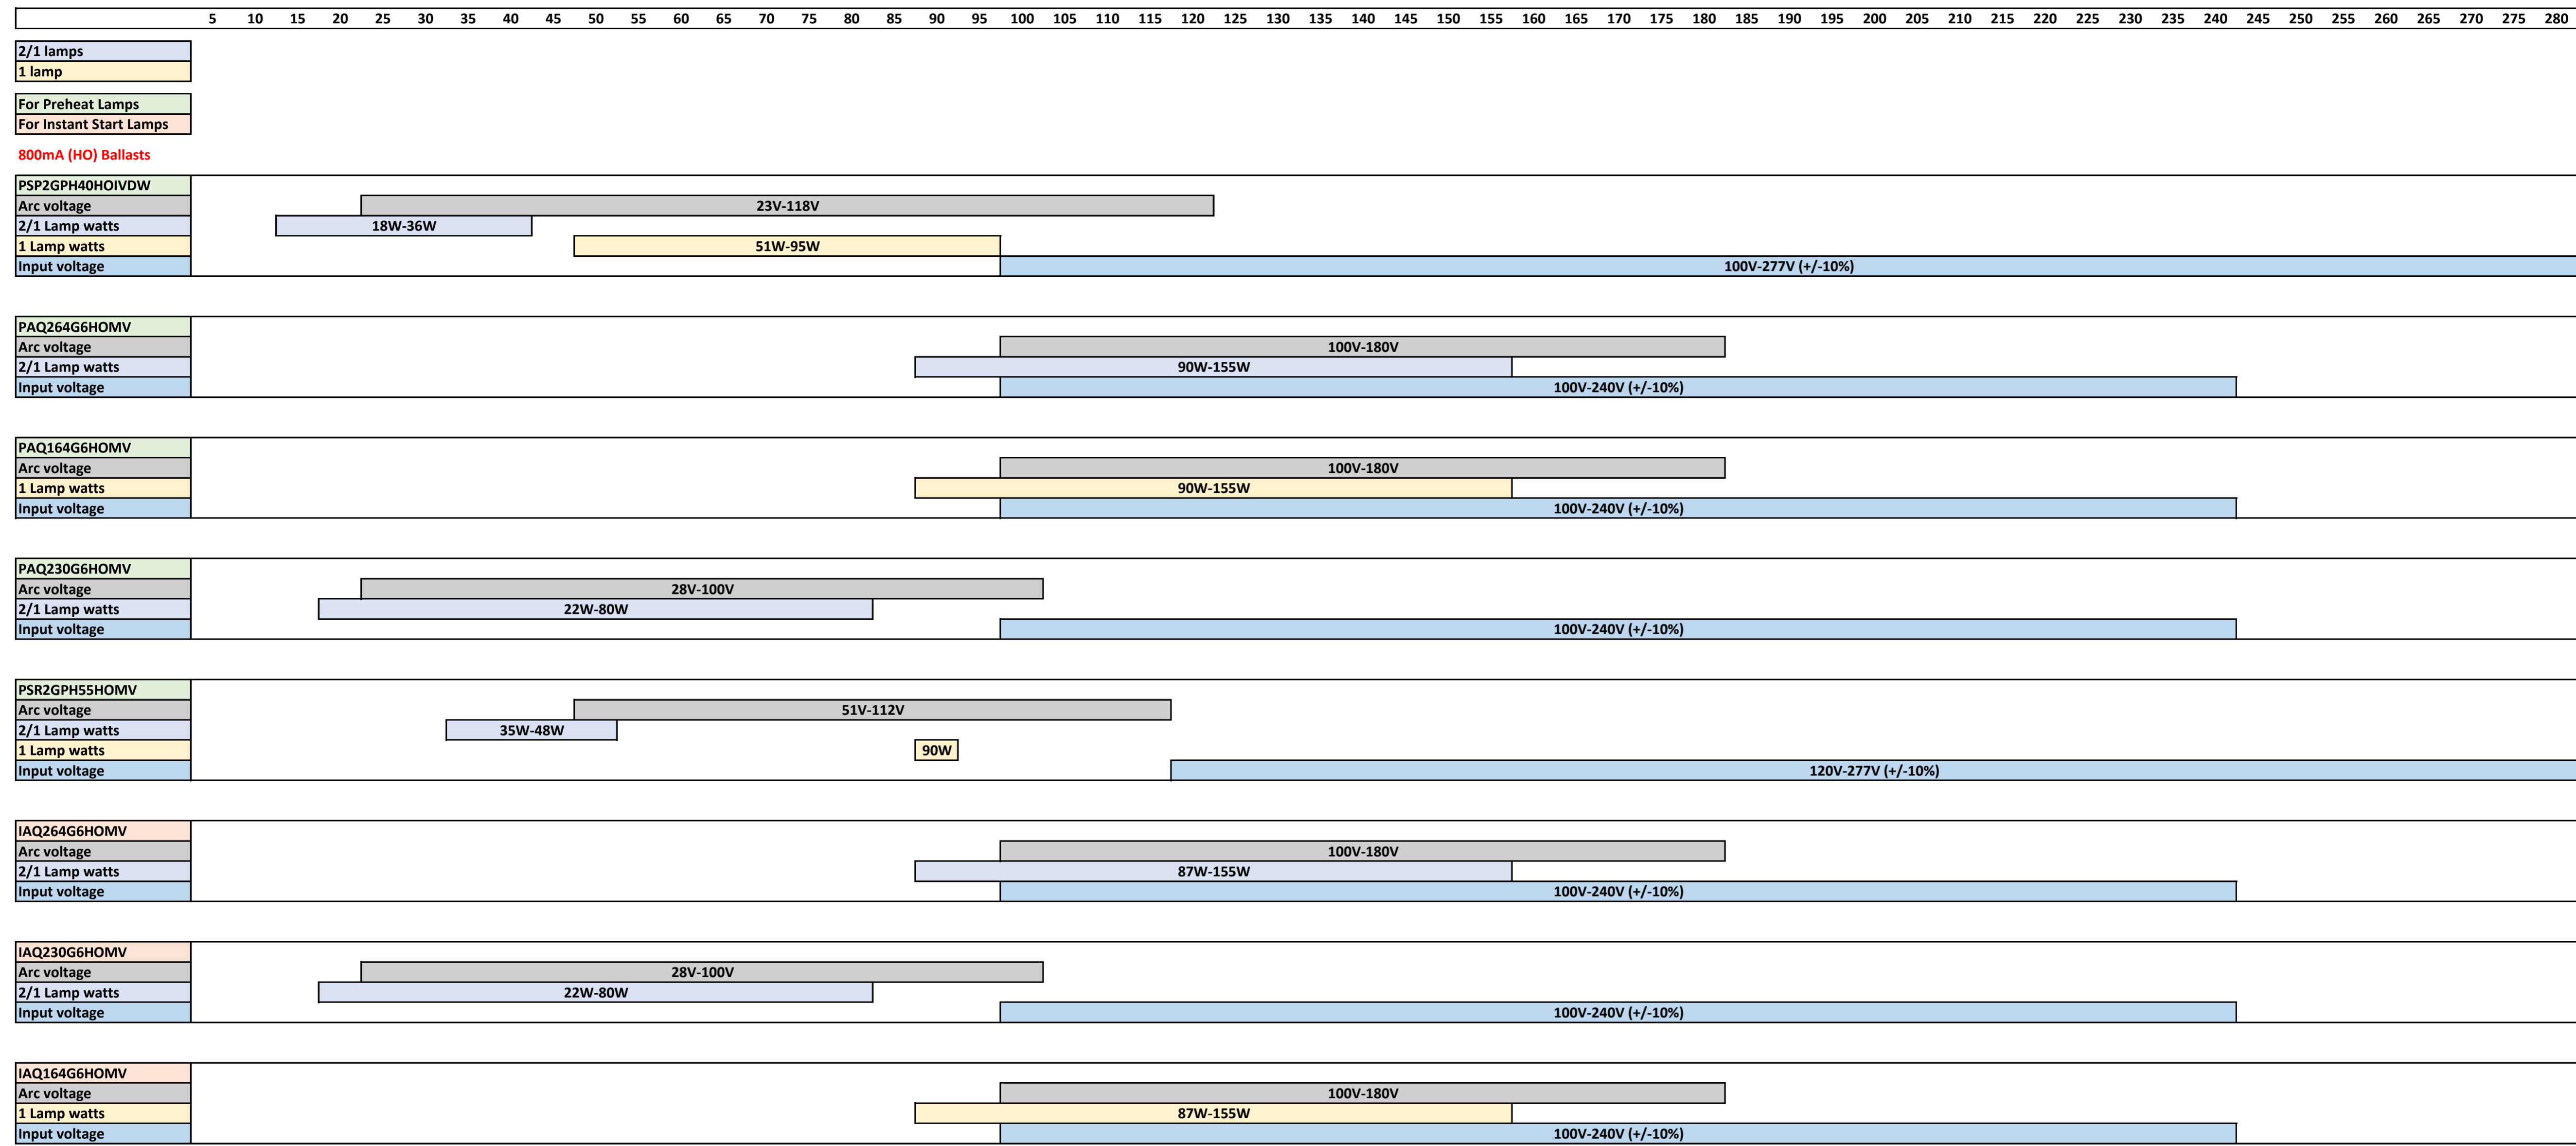 5 10 15 20 25 30 35 40 45 50 55 60 65 70 75 80 85 90 95 100 105 110 115 120 125 130 135 140 145 150 155 160 165 170 175 180 185 190 195 200 205 210 215 220 225 230 235 240 245 250 255 260 265 270 275 280
2/1 lamps
1 lamp
For Preheat Lamps
For Instant Start Lamps
800mA (HO) Ballasts
PSP2GPH40HOIVDW
Arc voltage 23V-118V
2/1 Lamp watts 18W-36W
1 Lamp watts 51W-95W
Input voltage 100V-277V (+/-10%)
PAQ264G6HOMV
Arc voltage 100V-180V
2/1 Lamp watts 90W-155W
Input voltage 100V-240V (+/-10%)
PAQ164G6HOMV
Arc voltage 100V-180V
1 Lamp watts 90W-155W
Input voltage 100V-240V (+/-10%)
PAQ230G6HOMV
Arc voltage 28V-100V
2/1 Lamp watts 22W-80W
Input voltage 100V-240V (+/-10%)
PSR2GPH55HOMV
Arc voltage 51V-112V
2/1 Lamp watts 35W-48W
1 Lamp watts 90W
Input voltage 120V-277V (+/-10%)
IAQ264G6HOMV
Arc voltage 100V-180V
2/1 Lamp watts 87W-155W
Input voltage 100V-240V (+/-10%)
IAQ230G6HOMV
Arc voltage 28V-100V
2/1 Lamp watts 22W-80W
Input voltage 100V-240V (+/-10%)
IAQ164G6HOMV
Arc voltage 100V-180V
1 Lamp watts 87W-155W
Input voltage 100V-240V (+/-10%)